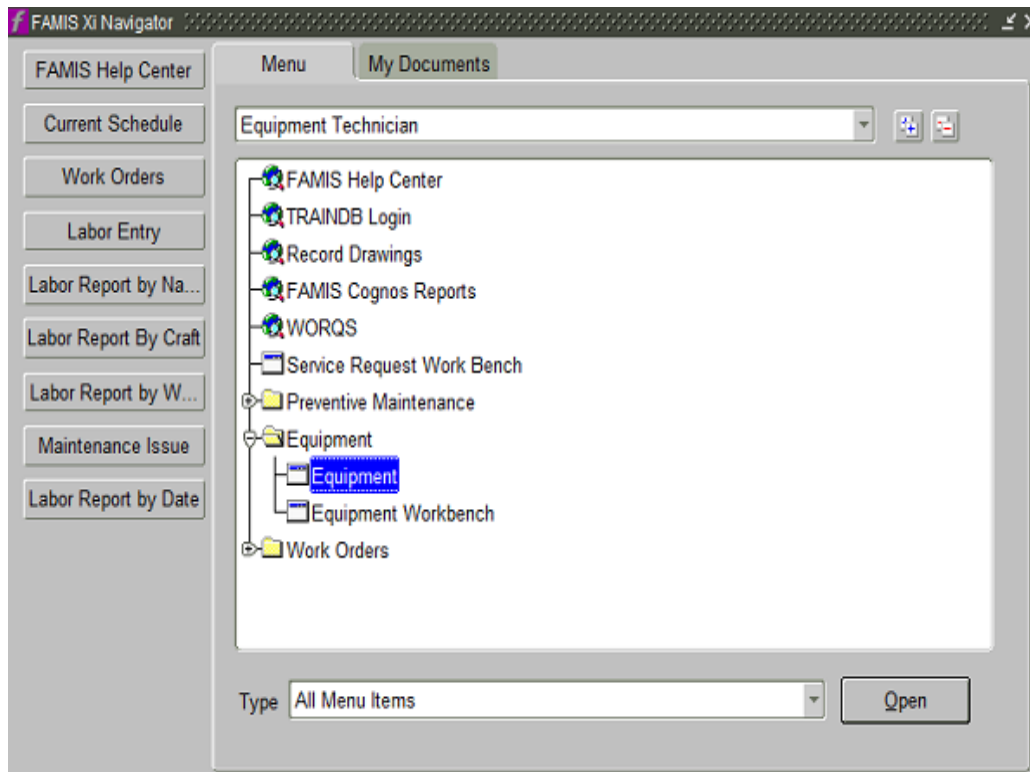 FAMIS Xi Navigator
FAMIS Help Center
Current Schedule
Work Orders
Labor Entry
Labor Report by Na...
Labor Report By Craft
Labor Report by W...
Maintenance Issue
Labor Report by Date
Menu
My Documents
Equipment Technician
FAMIS Help Center
TRAINDB Login
Record Drawings
FAMIS Cognos Reports
WORQS
Service Request Work Bench
Preventive Maintenance
Equipment
Equipment
Equipment Workbench
Work Orders
Type All Menu Items
Open